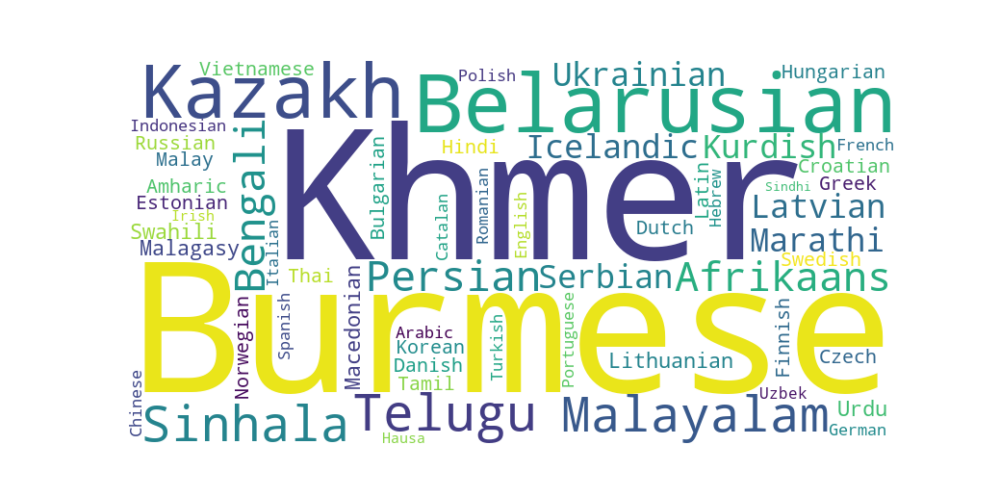 Kazakh
Vietnamese
Polish
Ukrainian
Hungarian
Belarusian
Indonesian
Russian
Malay
Bengali
Khmer
Bulgarian
Hindi
Icelandic
Kurdish
French
Croatian
Amharic
Estonian
Irish
Swahili
Malagasy
Italian
Catalan
Romanian
English
Dutch
Latin
Hebrew
Sindhi
Greek
Latvian
Marathi
Swedish
Thai
Persian
Serbian
Afrikaans
Burmese
Norwegian
Spanish
Macedonian
Arabic
Korean
Danish
Tamil
Turkish
Portuguese
Lithuanian
Finnish
Czech
Chinese
Sinhala
Telugu
Hausa
Malayalam
Uzbek
Urdu
German